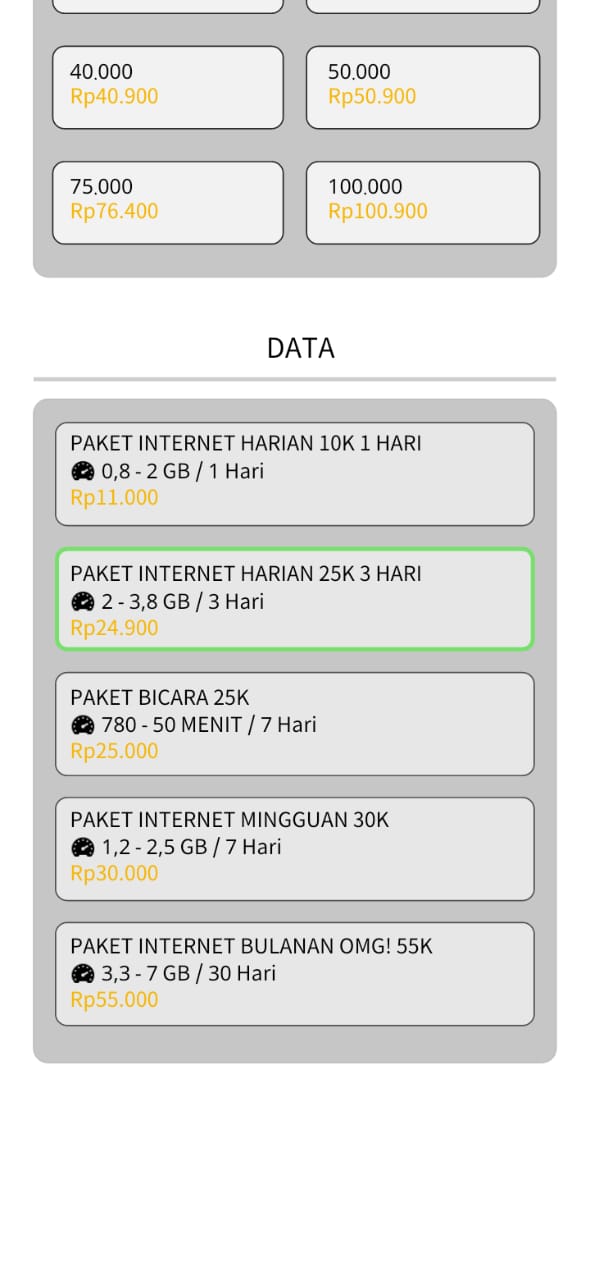 40.000
Rp40.900
50.000
Rp50.900
75.000
Rp76.400
100.000
Rp100.900
DATA
PAKET INTERNET HARIAN 10K 1 HARI
0,8 - 2 GB / 1 Hari
Rp11.000
PAKET INTERNET HARIAN 25K 3 HARI
2 - 3,8 GB / 3 Hari
Rp24.900
PAKET BICARA 25K
780 - 50 MENIT / 7 Hari
Rp25.000
PAKET INTERNET MINGGUAN 30K
1,2 - 2,5 GB / 7 Hari
Rp30.000
PAKET INTERNET BULANAN OMG! 55K
3,3 - 7 GB / 30 Hari
Rp55.000